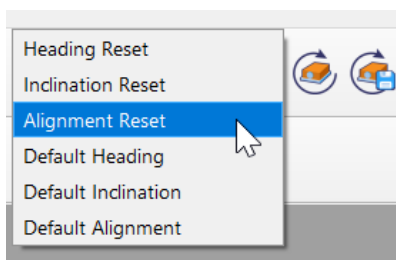 Heading Reset
Inclination Reset
Alignment Reset
Default Heading
Default Inclination
Default Alignment